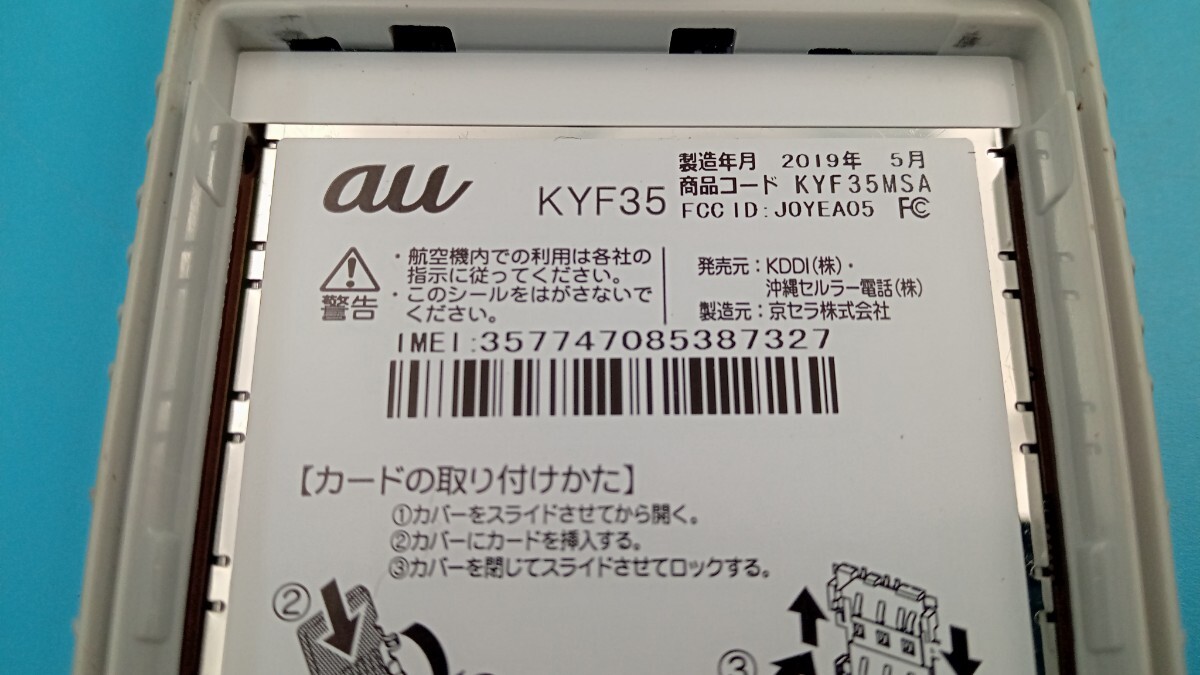 au KYF35
製造年月 2019年 5月
商品コード KYF35MSA
FCC ID: JOYEA05 FC
警告
・航空機内での利用は各社の
指示に従ってください。
・このシールをはがさないで
ください。
発売元：KDDI(株)・
沖縄セルラー電話(株)
製造元：京セラ株式会社
IMEI:357747085387327
【カードの取り付けかた】
①カバーをスライドさせてから開く。
②カバーにカードを挿入する。
③カバーを閉じてスライドさせてロックする。
②
③